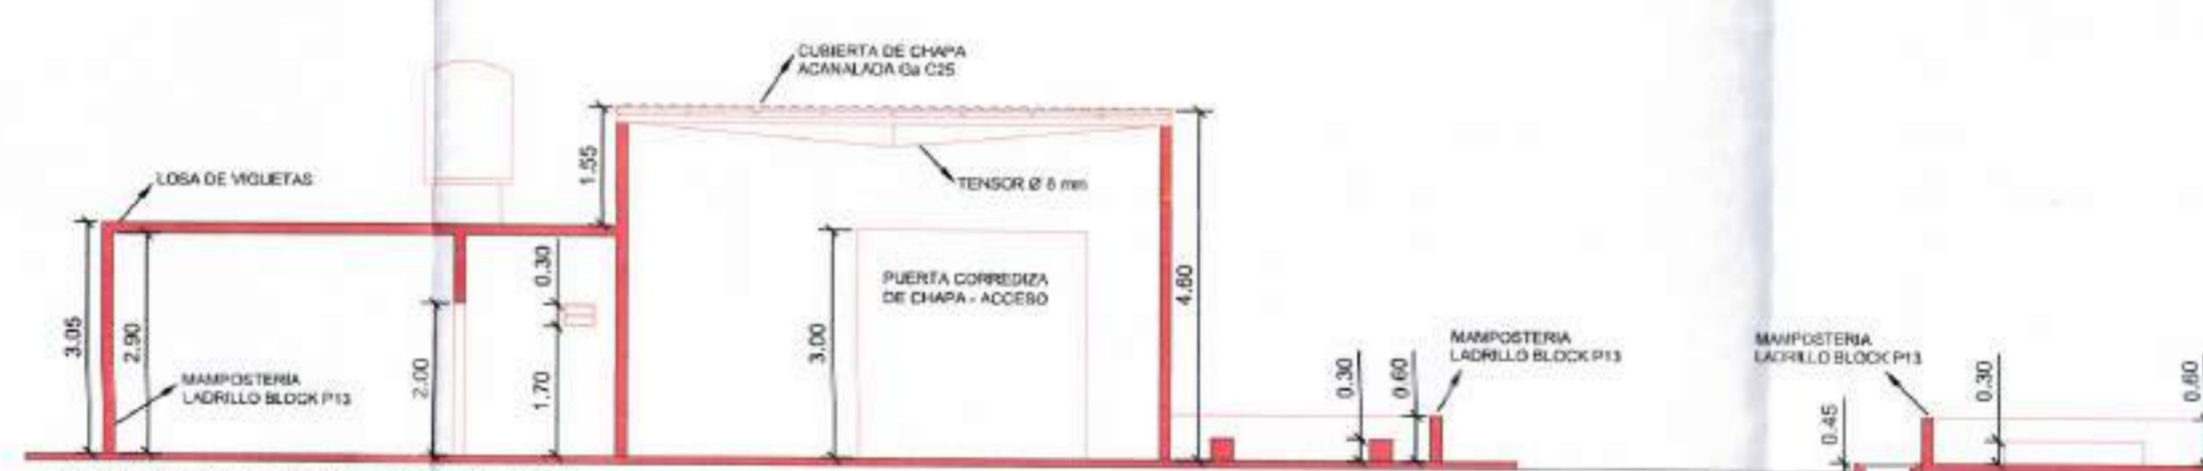 CUBIERTA DE CHAPA
ACANALADA Ga C25
LOSA DE VIGUETAS
1.55
TENSOR Ø 8 mm
0.30
PUERTA CORREDIZA
DE CHAPA - ACCESO
4.60
3.05
2.90
MAMPOSTERIA
LADRILLO BLOCK P13
2.00
1.70
3.00
0.30
0.60
MAMPOSTERIA
LADRILLO BLOCK P13
MAMPOSTERIA
LADRILLO BLOCK P13
0.45
0.30
0.60